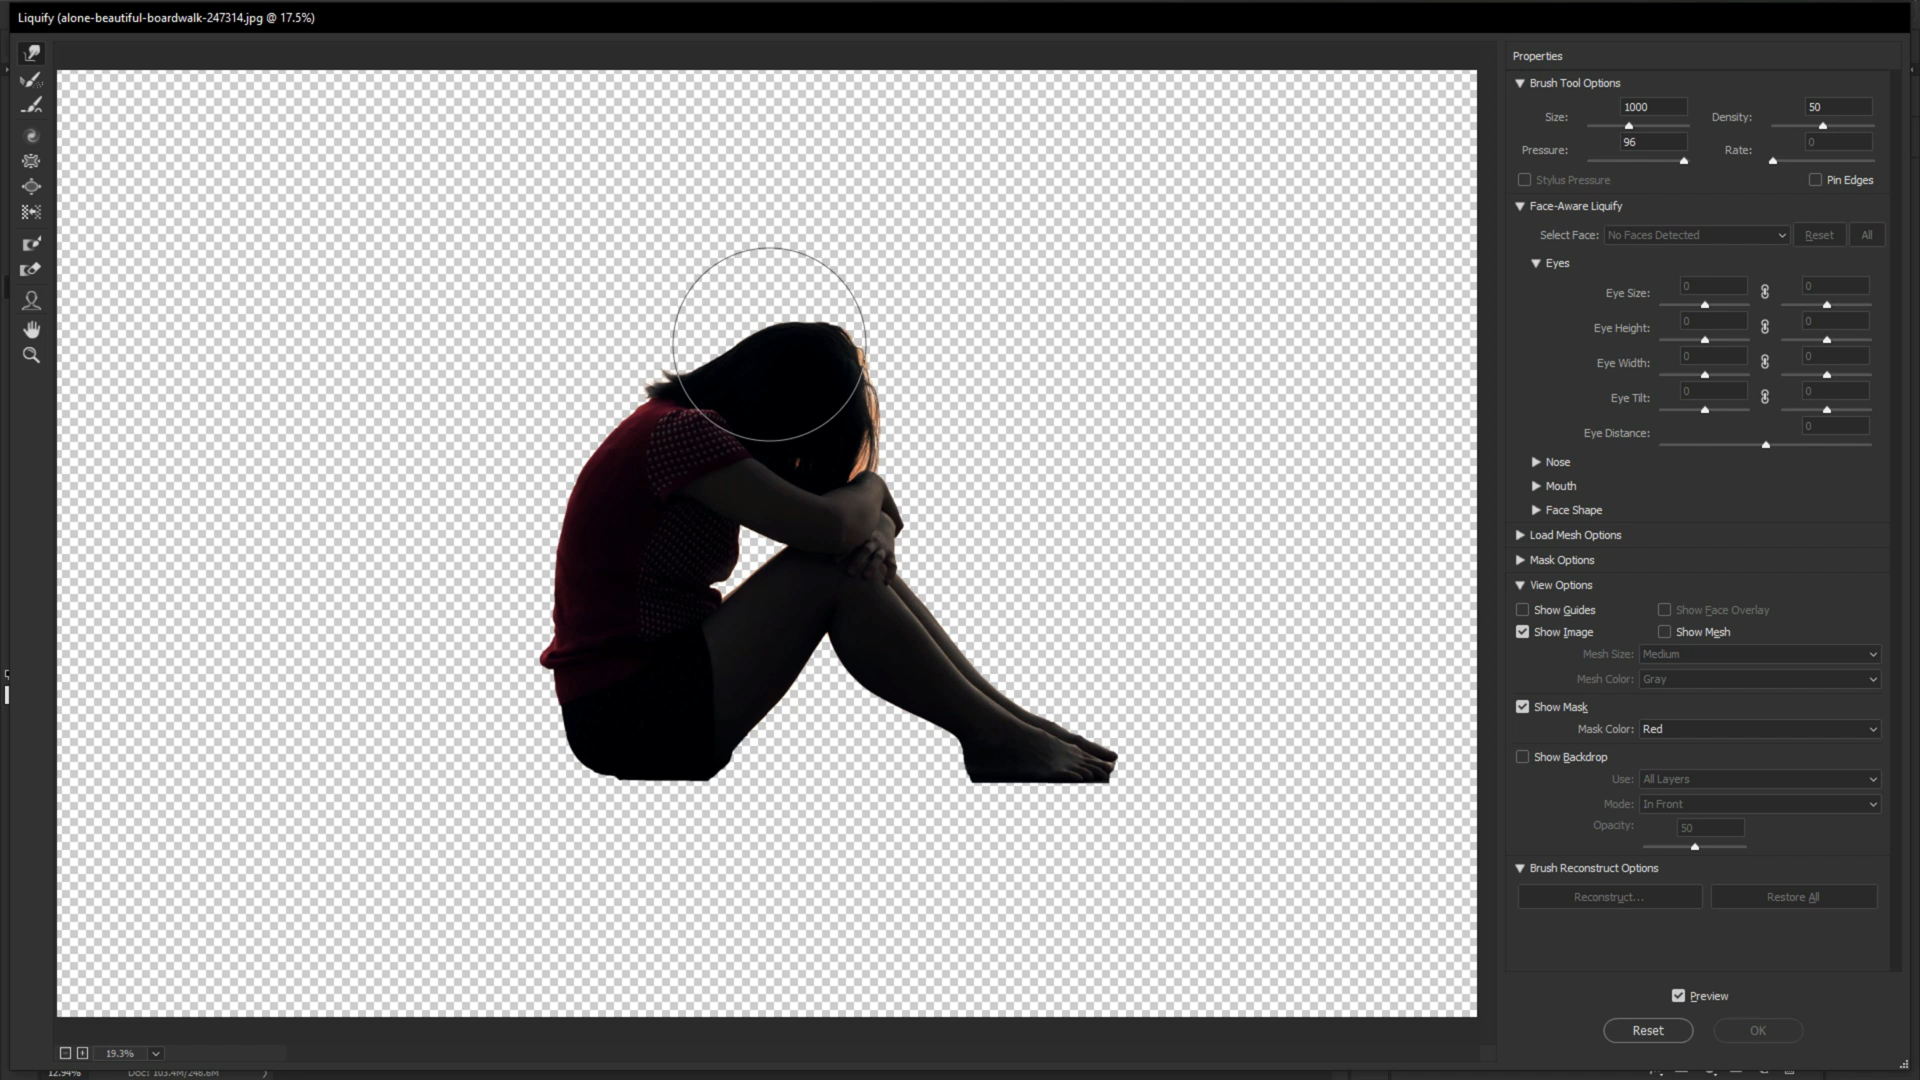 Liquify (alone-beautiful-boardwalk-247314.jpg @ 17.5%)
Properties
Brush Tool Options
Size: 1000 Density: 50
Pressure: 96 Rate: 0
Stylus Pressure Pin Edges
Face-Aware Liquify
Select Face: No Faces Detected Reset All
Eyes
Eye Size: 0 0
Eye Height: 0 0
Eye Width: 0 0
Eye Tilt: 0 0
Eye Distance: 0
Nose
Mouth
Face Shape
Load Mesh Options
Mask Options
View Options
Show Guides Show Face Overlay
Show Image Show Mesh
Mesh Size: Medium
Mesh Color: Gray
Show Mask
Mask Color: Red
Show Backdrop
Use: All Layers
Mode: In Front
Opacity: 50
Brush Reconstruct Options
Reconstruct... Restore All
Preview
Reset OK
19.3%
12.94% Doc: 103.4M/248.6M